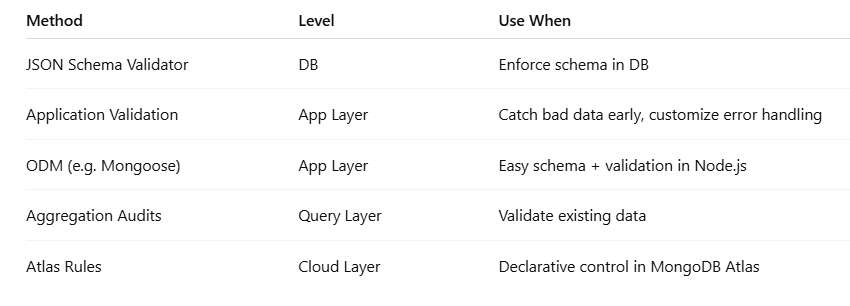 Method Level Use When
JSON Schema Validator DB Enforce schema in DB
Application Validation App Layer Catch bad data early, customize error handling
ODM (e.g. Mongoose) App Layer Easy schema + validation in Node.js
Aggregation Audits Query Layer Validate existing data
Atlas Rules Cloud Layer Declarative control in MongoDB Atlas